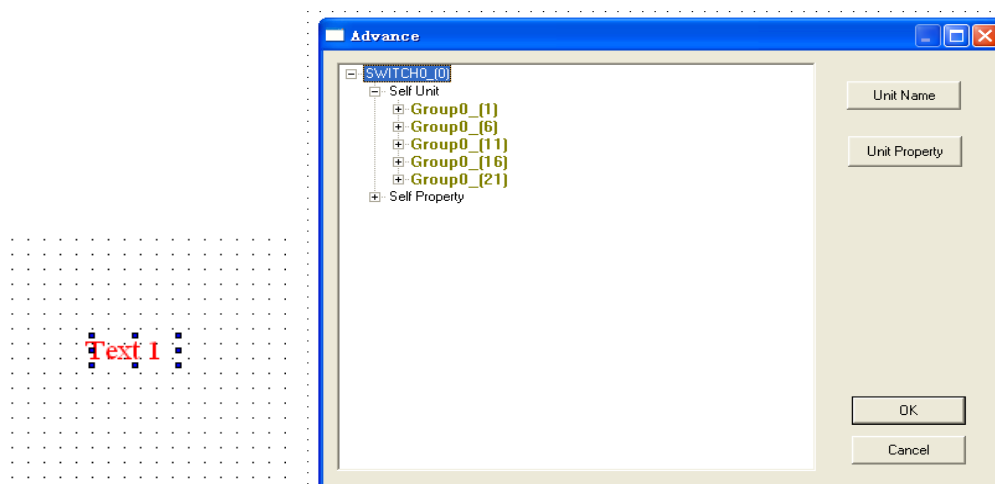 Advance
SWITCH0_(0)
Self Unit
Group0_(1)
Group0_(6)
Group0_(11)
Group0_(16)
Group0_(21)
Self Property
Unit Name
Unit Property
OK
Cancel
Text 1